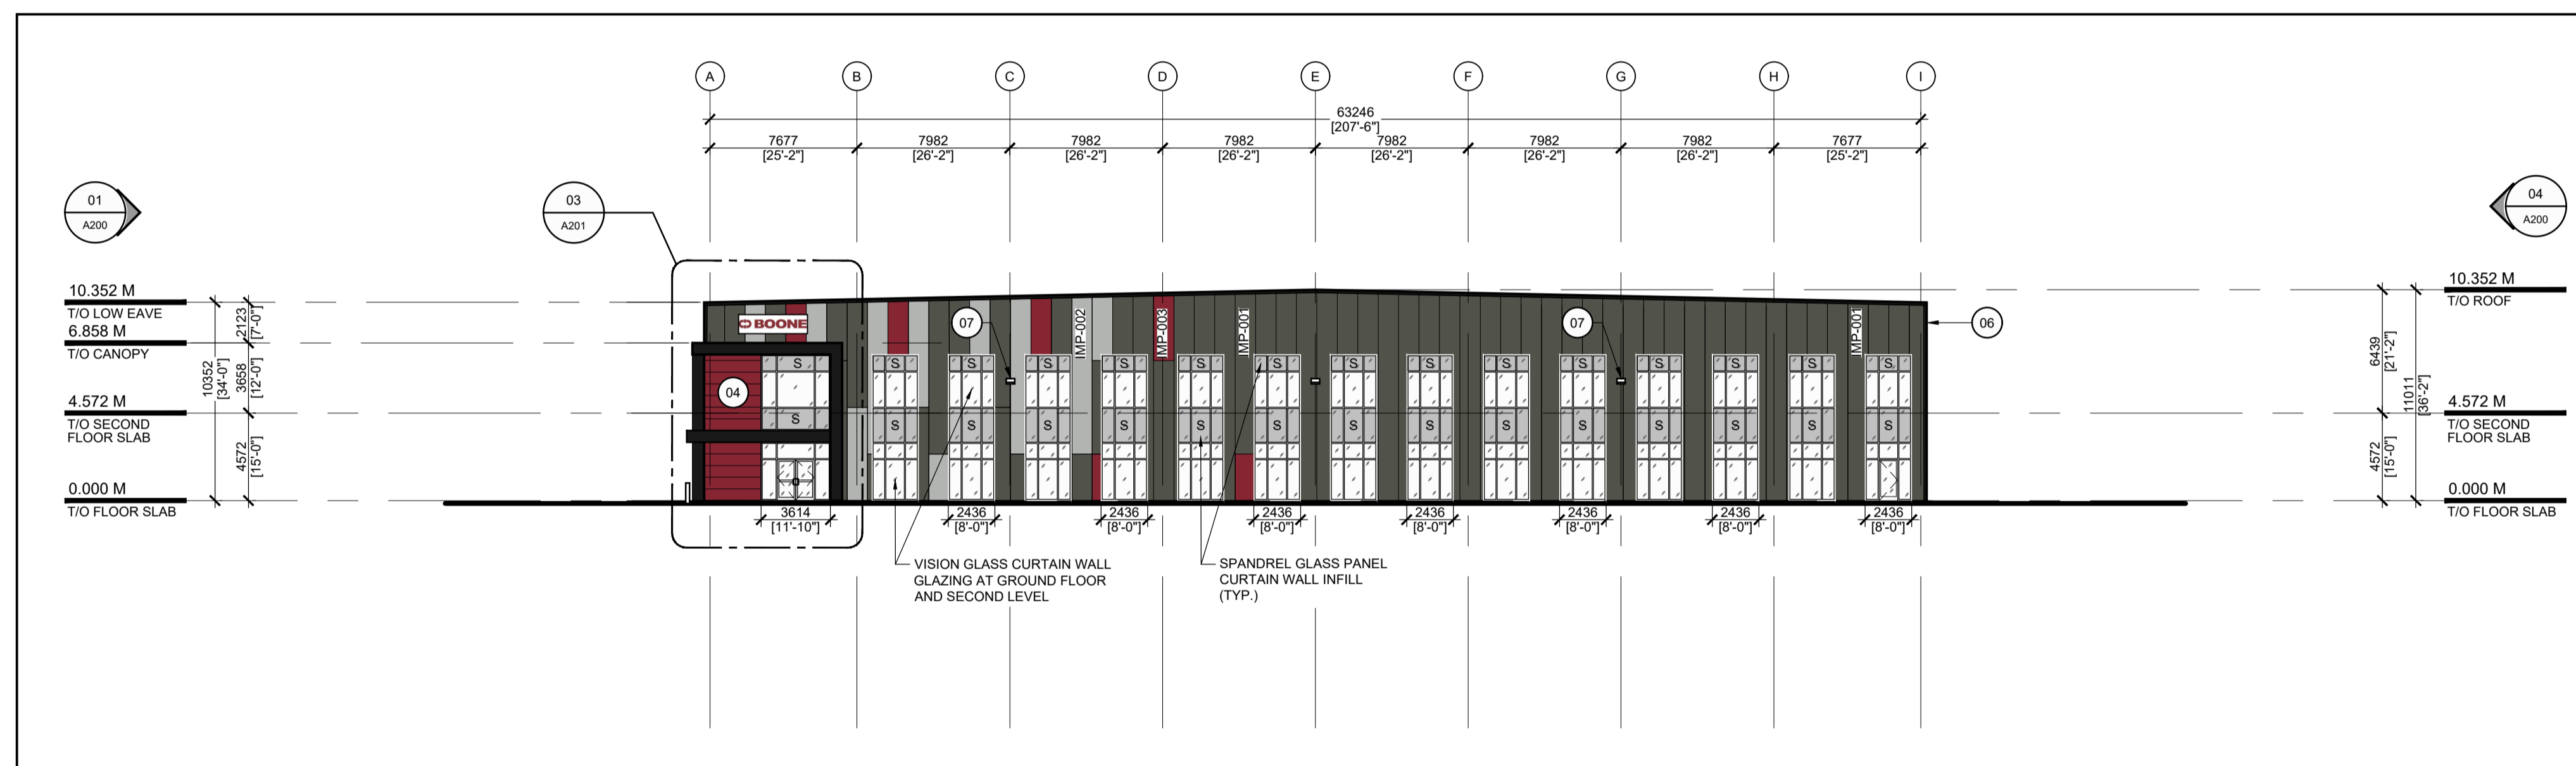 A B C D E F G H I
63246
[207'-6"]
7677 7982 7982 7982 7982 7982 7982 7677
[25'-2"] [26'-2"] [26'-2"] [26'-2"] [26'-2"] [26'-2"] [26'-2"] [25'-2"]
01
A200
03
A201
04
A200
10.352 M
T/O LOW EAVE
6.858 M
T/O CANOPY
4.572 M
T/O SECOND
FLOOR SLAB
0.000 M
T/O FLOOR SLAB
10352
[34'-0"]
2123
[7'-0"]
3658
[12'-0"]
4572
[15'-0"]
BOONE
04
07
07
06
IMP-002
IMP-003
IMP-001
IMP-001
S S S S S S S S S S S S S S S
S S S S S S S S S S S S S S S
3614 2436 2436 2436 2436 2436 2436 2436
[11'-10"] [8'-0"] [8'-0"] [8'-0"] [8'-0"] [8'-0"] [8'-0"] [8'-0"]
VISION GLASS CURTAIN WALL
GLAZING AT GROUND FLOOR
AND SECOND LEVEL
SPANDREL GLASS PANEL
CURTAIN WALL INFILL
(TYP.)
6439
[21'-2"]
4572
[15'-0"]
11011
[36'-2"]
10.352 M
T/O ROOF
4.572 M
T/O SECOND
FLOOR SLAB
0.000 M
T/O FLOOR SLAB